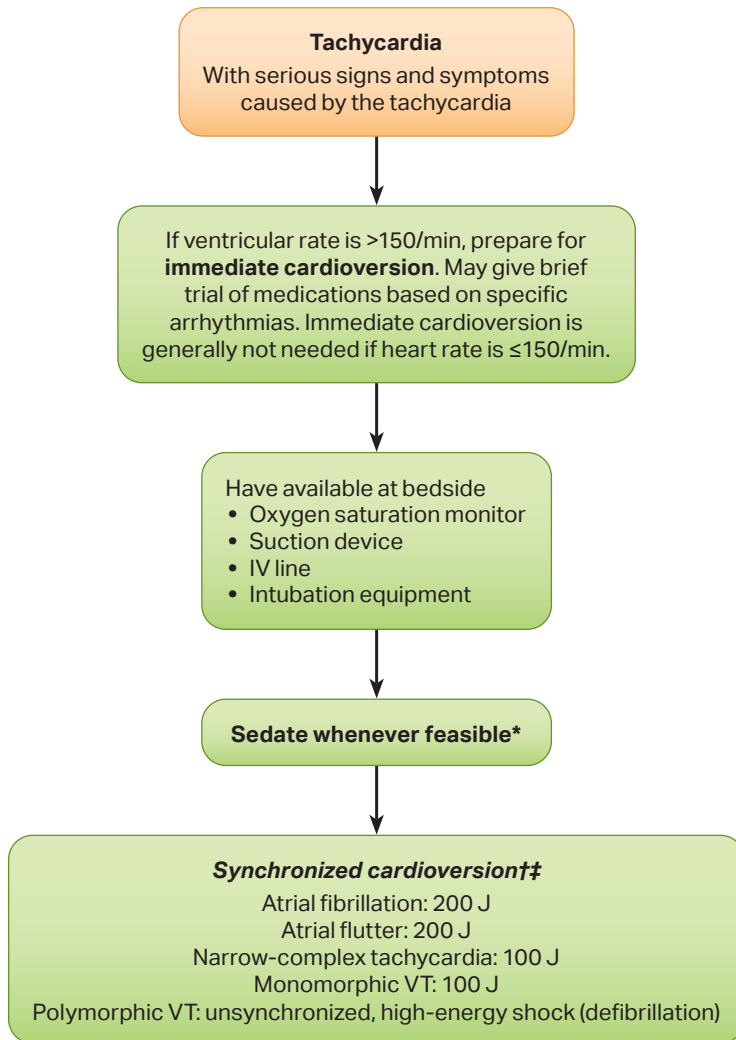 Tachycardia
With serious signs and symptoms
caused by the tachycardia
If ventricular rate is >150/min, prepare for
immediate cardioversion. May give brief
trial of medications based on specific
arrhythmias. Immediate cardioversion is
generally not needed if heart rate is ≤150/min.
Have available at bedside
• Oxygen saturation monitor
• Suction device
• IV line
• Intubation equipment
Sedate whenever feasible*
Synchronized cardioversion†‡
Atrial fibrillation: 200 J
Atrial flutter: 200 J
Narrow-complex tachycardia: 100 J
Monomorphic VT: 100 J
Polymorphic VT: unsynchronized, high-energy shock (defibrillation)